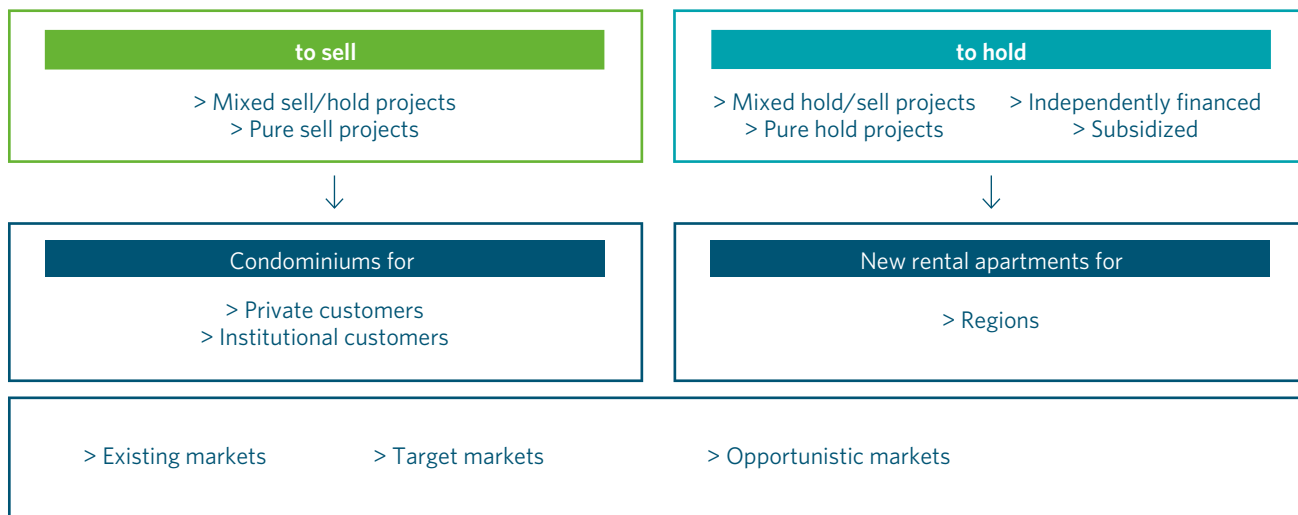 to sell
> Mixed sell/hold projects
> Pure sell projects
to hold
> Mixed hold/sell projects
> Pure hold projects
> Independently financed
> Subsidized
Condominiums for
> Private customers
> Institutional customers
New rental apartments for
> Regions
> Existing markets
> Target markets
> Opportunistic markets